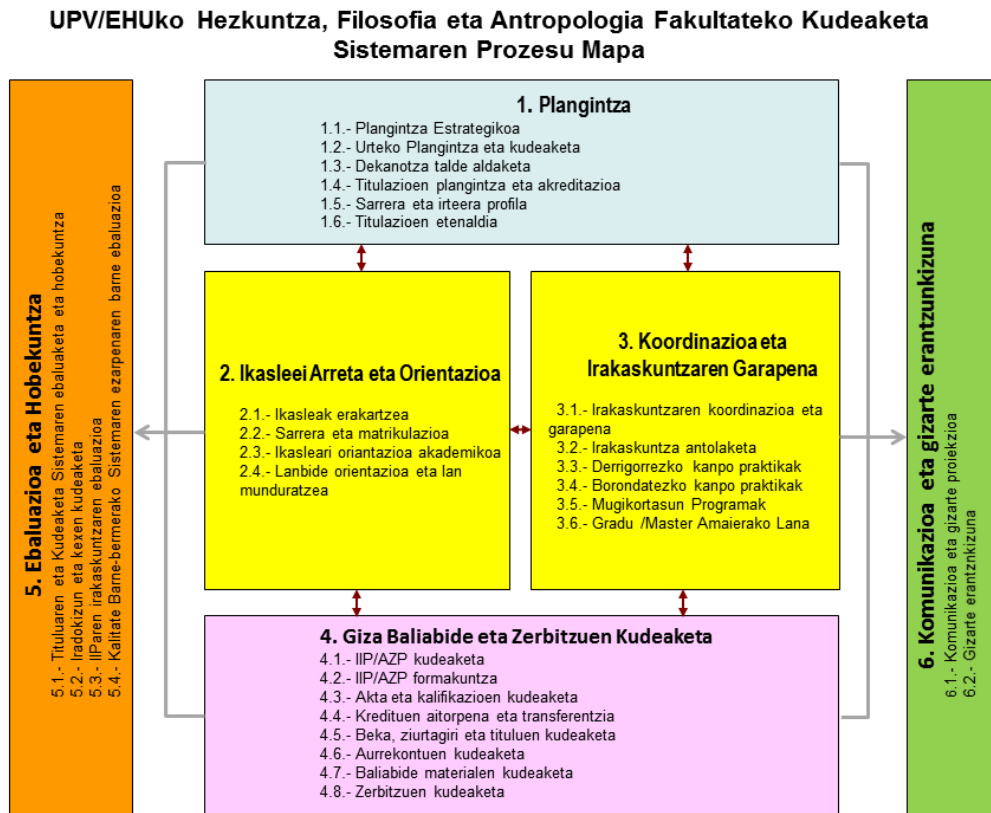 UPV/EHUko Hezkuntza, Filosofia eta Antropologia Fakultateko Kudeaketa
Sistemaren Prozesu Mapa
5. Ebaluazioa eta Hobekuntza
5.1.- Tituluaren eta Kudeaketa Sistemaren ebaluaketa eta hobekuntza
5.2.- Iradokizun eta kexen kudeaketa
5.3.- IIParen irakaskuntzaren ebaluazioa
5.4.- Kalitate Barne-bermerako Sistemaren ezarpenaren barne ebaluazioa
1. Plangintza
1.1.- Plangintza Estrategikoa
1.2.- Urteko Plangintza eta kudeaketa
1.3.- Dekanotza talde aldaketa
1.4.- Titulazioen plangintza eta akreditazioa
1.5.- Sarrera eta irteera profila
1.6.- Titulazioen etenaldia
2. Ikasleei Arreta eta Orientazioa
2.1.- Ikasleak erakartzea
2.2.- Sarrera eta matrikulazioa
2.3.- Ikasleari oriantazioa akademikoa
2.4.- Lanbide orientazioa eta lan
munduratzea
3. Koordinazioa eta
Irakaskuntzaren Garapena
3.1.- Irakaskuntzaren koordinazioa eta
garapena
3.2.- Irakaskuntza antolaketa
3.3.- Derrigorrezko kanpo praktikak
3.4.- Borondatezko kanpo praktikak
3.5.- Mugikortasun Programak
3.6.- Gradu /Master Amaierako Lana
4. Giza Baliabide eta Zerbitzuen Kudeaketa
4.1.- IIP/AZP kudeaketa
4.2.- IIP/AZP formakuntza
4.3.- Akta eta kalifikazioen kudeaketa
4.4.- Kredituen aitorpena eta transferentzia
4.5.- Beka, ziurtagiri eta tituluen kudeaketa
4.6.- Aurrekontuen kudeaketa
4.7.- Baliabide materialen kudeaketa
4.8.- Zerbitzuen kudeaketa
6. Komunikazioa eta gizarte erantzunkizuna
6.1.- Komunikazioa eta gizarte proiekzioa
6.2.- Gizarte erantznkizuna